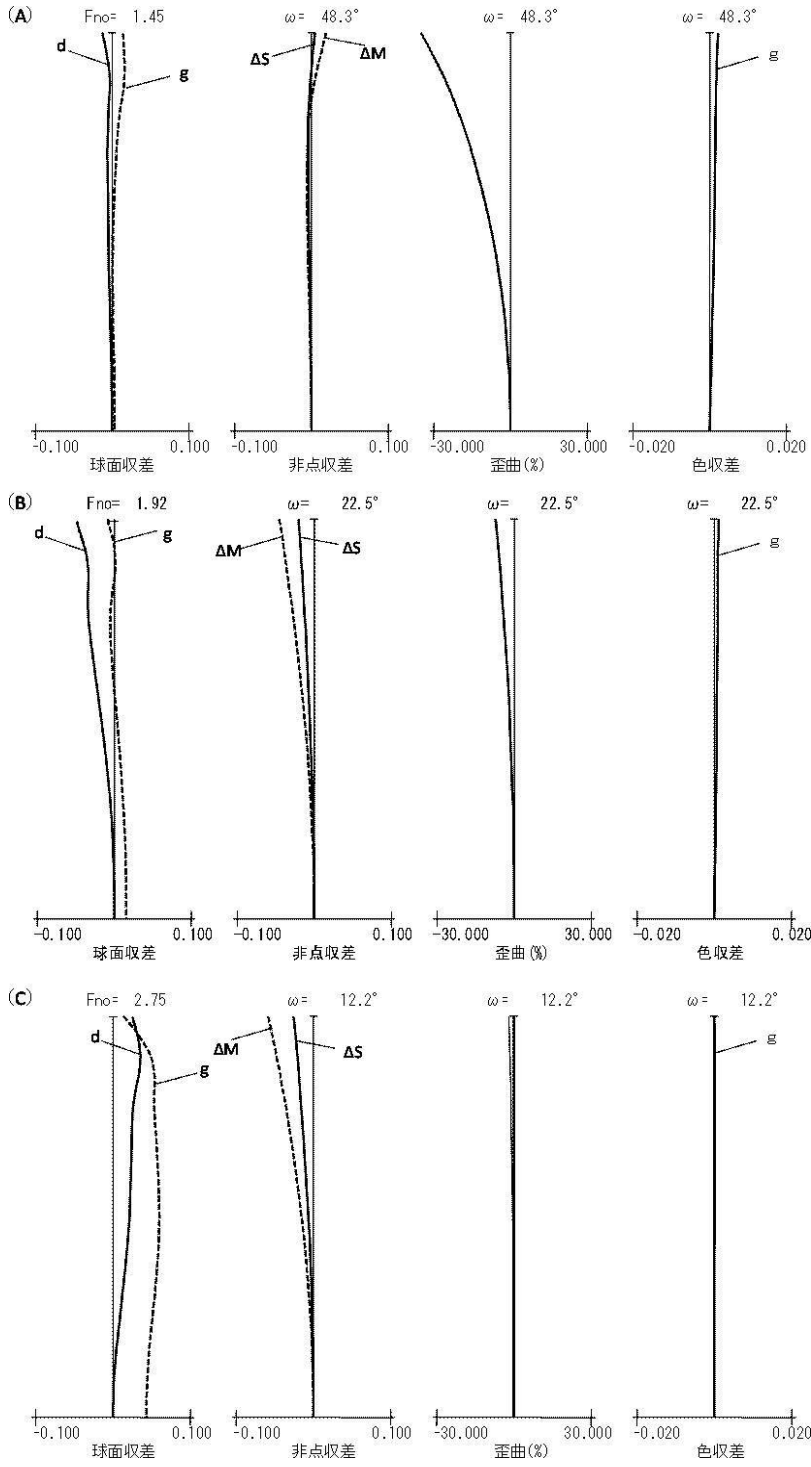 (A) Fno= 1.45 ω= 48.3° ω= 48.3° ω= 48.3°
d g ΔS ΔM g
-0.100 0.100 -0.100 0.100 -30.000 30.000 -0.020 0.020
球面収差 非点収差 歪曲(%) 色収差
(B) Fno= 1.92 ω= 22.5° ω= 22.5° ω= 22.5°
d g ΔM ΔS g
-0.100 0.100 -0.100 0.100 -30.000 30.000 -0.020 0.020
球面収差 非点収差 歪曲(%) 色収差
(C) Fno= 2.75 ω= 12.2° ω= 12.2° ω= 12.2°
d g ΔM ΔS g
-0.100 0.100 -0.100 0.100 -30.000 30.000 -0.020 0.020
球面収差 非点収差 歪曲(%) 色収差